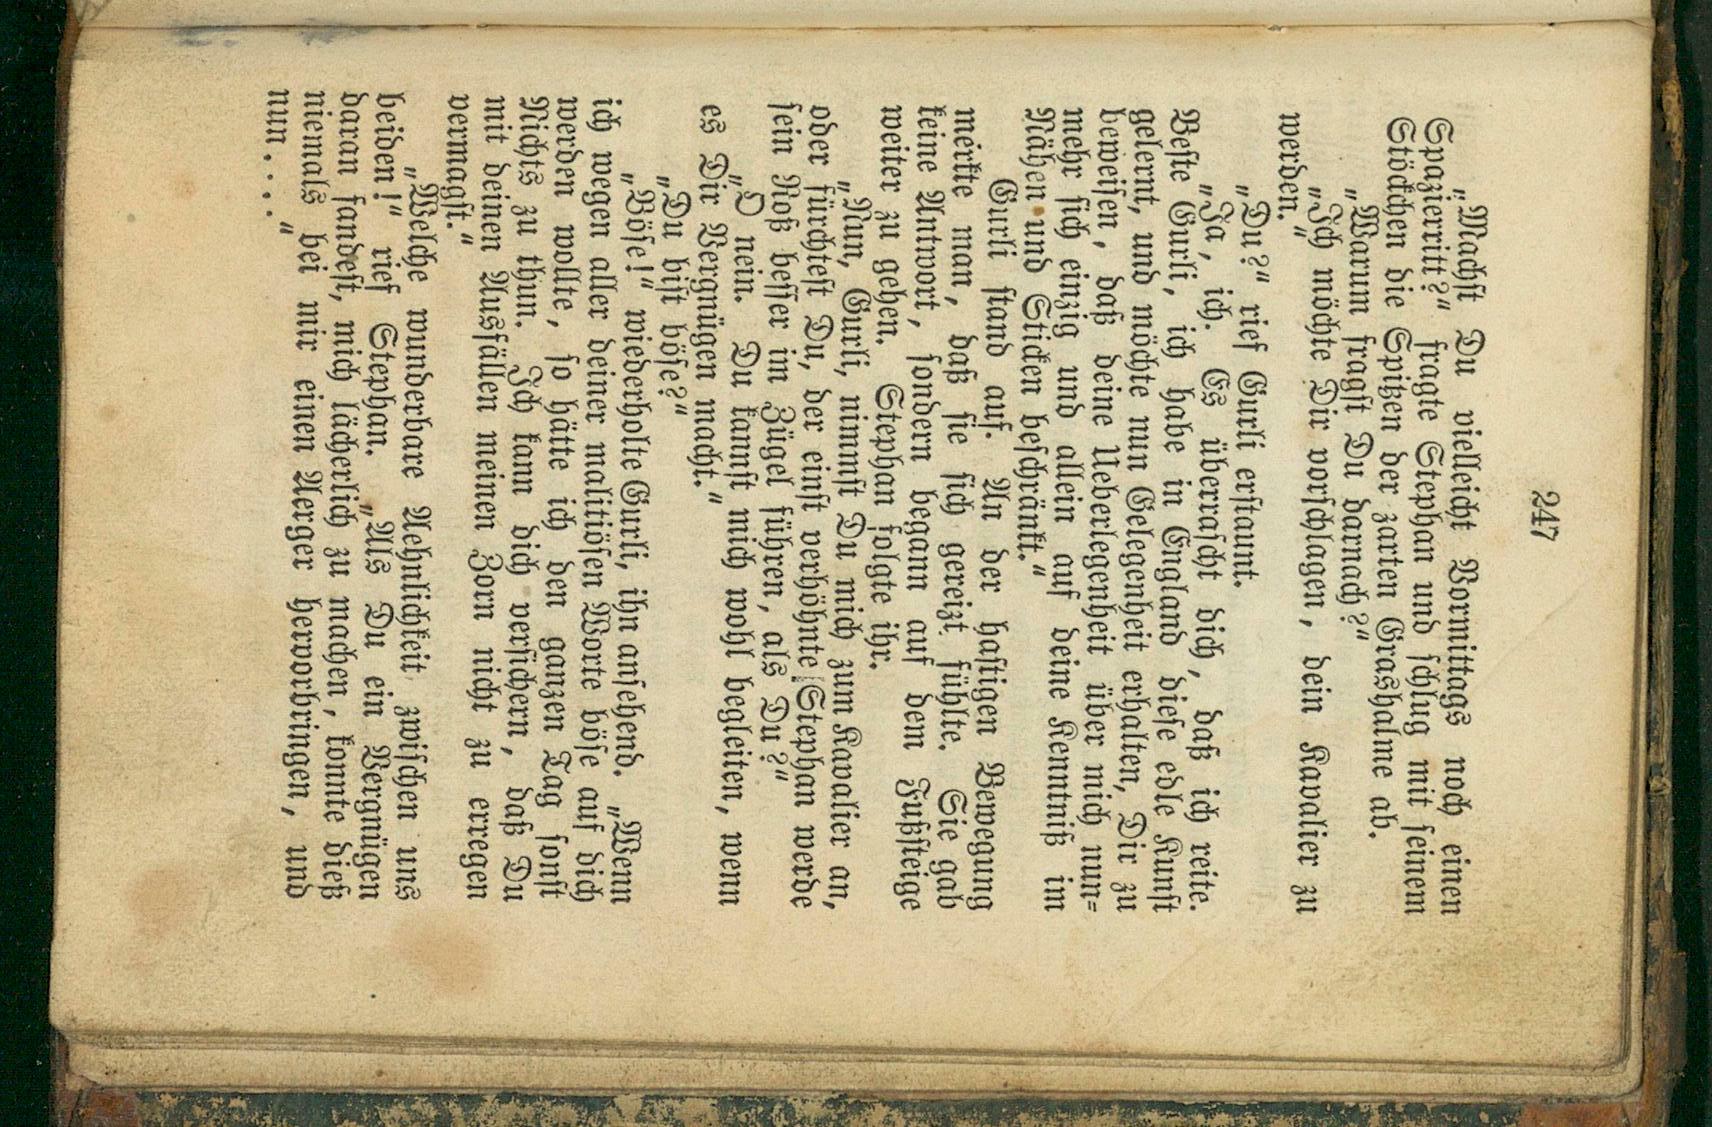 247
„Machst Du vielleicht Vormittags noch einen
Spazierritt?“ fragte Stephan und schlug mit seinem
Stöckchen die Spitzen der zarten Grashalme ab.
„Warum fragst Du darnach?“
„Ich möchte Dir vorschlagen, dein Kavalier zu
werden.“
„Du?“ rief Gurli erstaunt.
„Ja, ich. Es überrascht dich, daß ich reite.
Beste Gurli, ich habe in England diese edle Kunst
gelernt, und möchte nun Gelegenheit erhalten, Dir zu
beweisen, daß deine Ueberlegenheit über mich nun-
mehr sich einzig und allein auf deine Kenntniß im
Nähen und Sticken beschränkt.“
Gurli stand auf. An der hastigen Bewegung
merkte man, daß sie sich gereizt fühlte. Sie gab
keine Antwort, sondern begann auf dem Fußsteige
weiter zu gehen. Stephan folgte ihr.
„Nun, Gurli, nimmst Du mich zum Kavalier an,
oder fürchtest Du, der einst verhöhnte Stephan werde
sein Roß besser im Zügel führen, als Du?“
„O nein. Du kannst mich wohl begleiten, wenn
es Dir Vergnügen macht.“
„Du bist böse?“
„Böse!“ wiederholte Gurli, ihn ansehend. „Wenn
ich wegen aller deiner malitiösen Worte böse auf dich
werden wollte, so hätte ich den ganzen Tag sonst
Nichts zu thun. Ich kann dich versichern, daß Du
mit deinen Ausfällen meinen Zorn nicht zu erregen
vermagst.“
„Welche wunderbare Aehnlichkeit zwischen uns
beiden!“ rief Stephan. „Als Du ein Vergnügen
daran fandest, mich lächerlich zu machen, konnte dieß
niemals bei mir einen Aerger hervorbringen, und
nun . . . .“